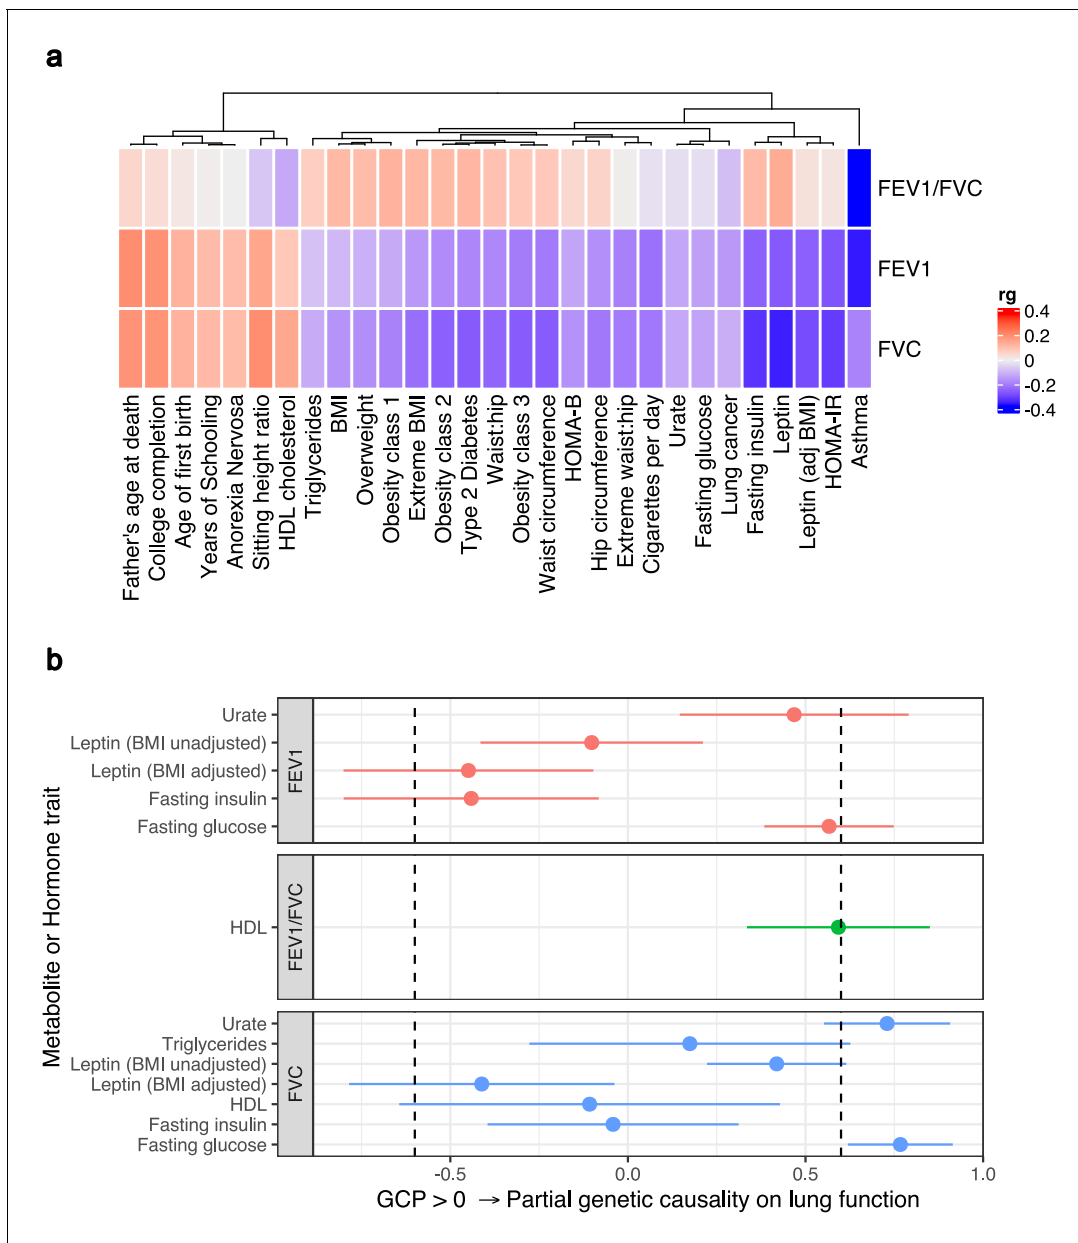 a
FEV1/FVC
FEV1
FVC
rg
0.4
0.2
0
-0.2
-0.4
Father's age at death
College completion
Age of first birth
Years of Schooling
Anorexia Nervosa
Sitting height ratio
HDL cholesterol
Triglycerides
BMI
Overweight
Obesity class 1
Extreme BMI
Obesity class 2
Type 2 Diabetes
Waist:hip
Obesity class 3
Waist circumference
HOMA-B
Hip circumference
Extreme waist:hip
Cigarettes per day
Urate
Fasting glucose
Lung cancer
Fasting insulin
Leptin
Leptin (adj BMI)
HOMA-IR
Asthma
b
Metabolite or Hormone trait
Urate
Leptin (BMI unadjusted)
Leptin (BMI adjusted)
Fasting insulin
Fasting glucose
FEV1
HDL
FEV1/FVC
Urate
Triglycerides
Leptin (BMI unadjusted)
Leptin (BMI adjusted)
HDL
Fasting insulin
Fasting glucose
FVC
-0.5 0.0 0.5 1.0
GCP > 0 → Partial genetic causality on lung function